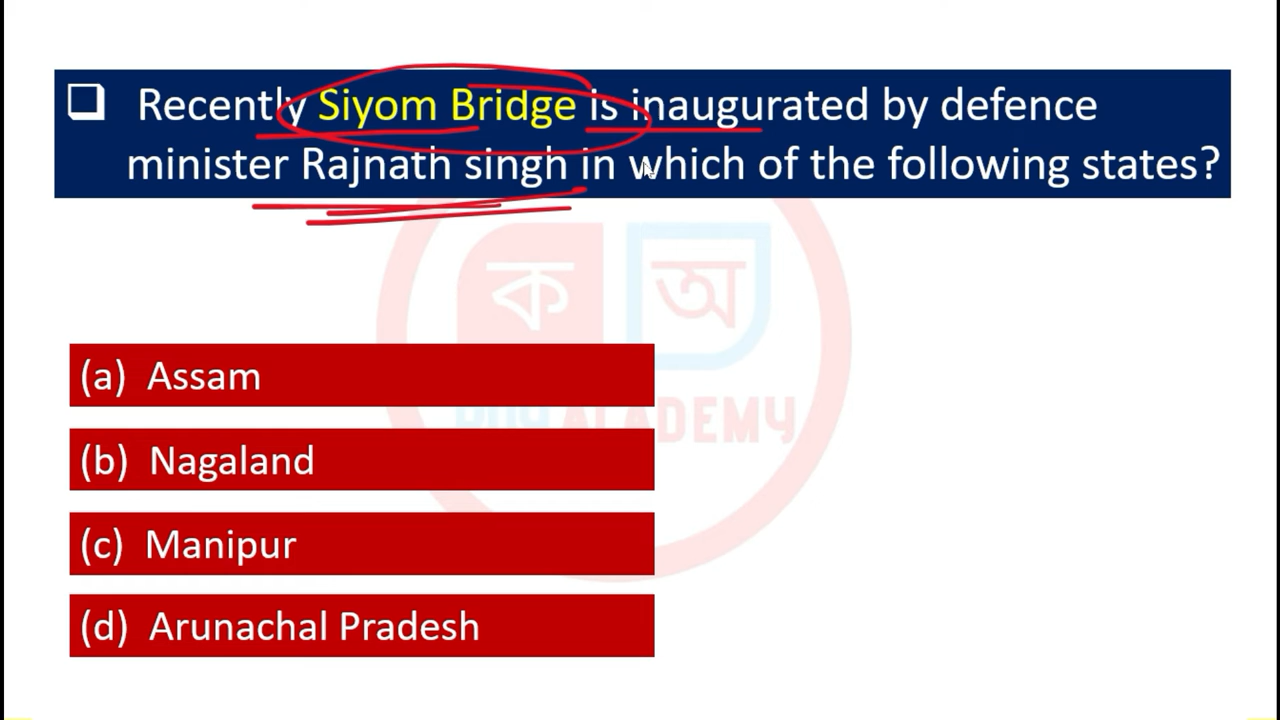 Recently Siyom Bridge is inaugurated by defence
minister Rajnath singh in which of the following states?
ক অ
ACADEMY
(a) Assam
(b) Nagaland
(c) Manipur
(d) Arunachal Pradesh